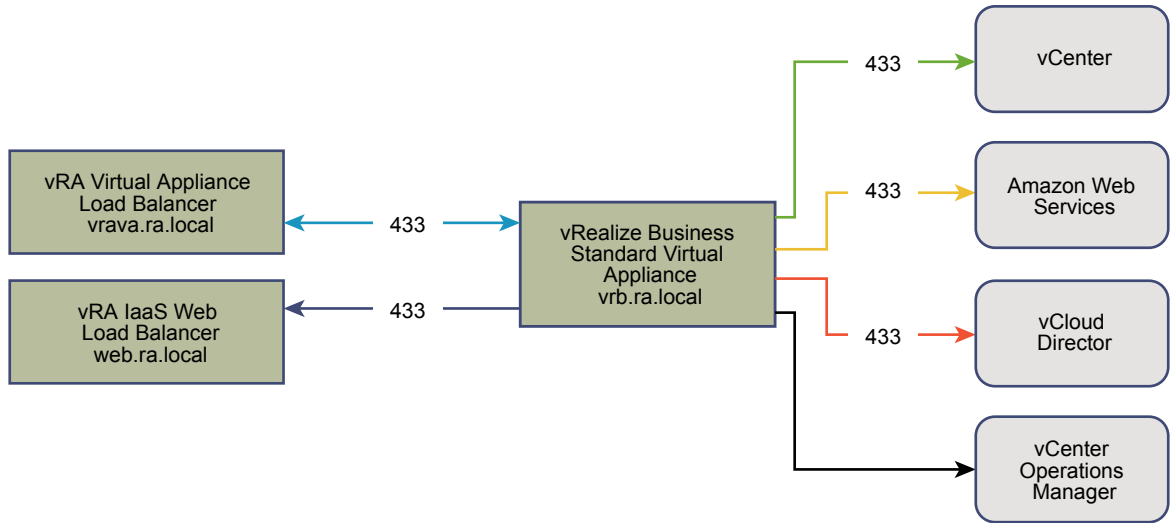 vRA Virtual Appliance
Load Balancer
vrava.ra.local
433
vRA IaaS Web
Load Balancer
web.ra.local
433
vRealize Business
Standard Virtual
Appliance
vrb.ra.local
433
vCenter
433
Amazon Web
Services
433
vCloud
Director
vCenter
Operations
Manager